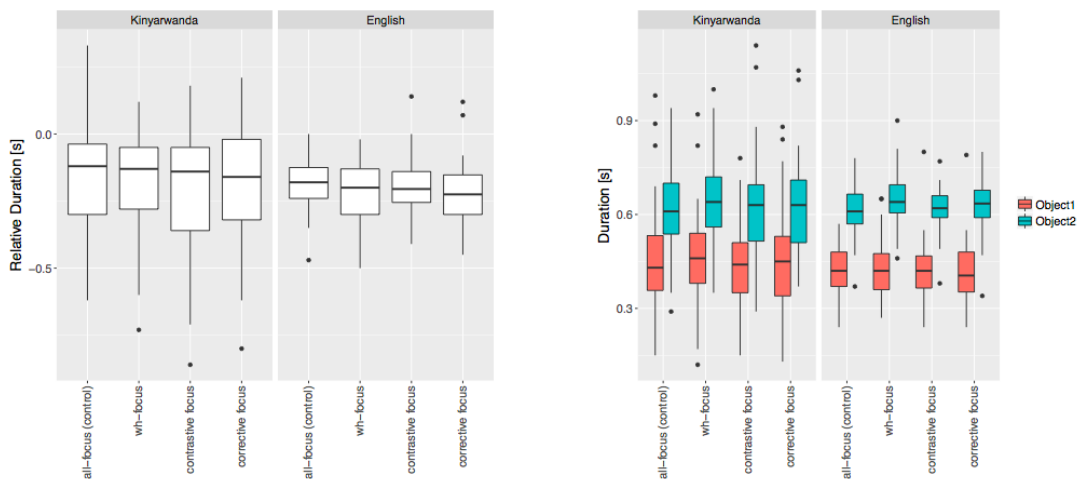 Kinyarwanda English
Relative Duration [s]
0.0
−0.5
all−focus (control)
wh−focus
contrastive focus
corrective focus
all−focus (control)
wh−focus
contrastive focus
corrective focus
Kinyarwanda English
Duration [s]
0.9
0.6
0.3
all−focus (control)
wh−focus
contrastive focus
corrective focus
all−focus (control)
wh−focus
contrastive focus
corrective focus
Object1
Object2